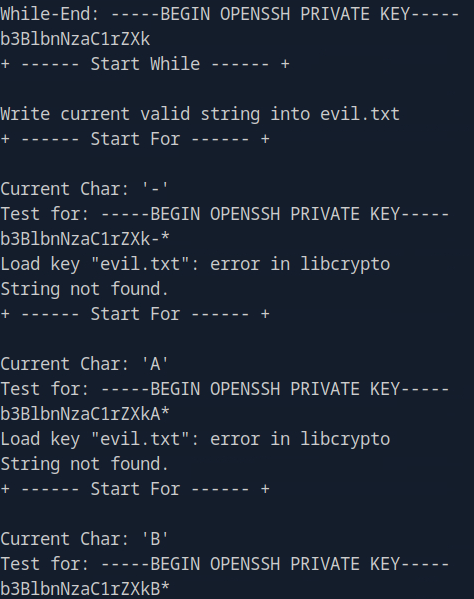 While-End: -----BEGIN OPENSSH PRIVATE KEY-----
b3BlbnNzaC1rZXk
+ ------ Start While ------ +
Write current valid string into evil.txt
+ ------ Start For ------ +
Current Char: '-'
Test for: -----BEGIN OPENSSH PRIVATE KEY-----
b3BlbnNzaC1rZXk-*
Load key "evil.txt": error in libcrypto
String not found.
+ ------ Start For ------ +
Current Char: 'A'
Test for: -----BEGIN OPENSSH PRIVATE KEY-----
b3BlbnNzaC1rZXkA*
Load key "evil.txt": error in libcrypto
String not found.
+ ------ Start For ------ +
Current Char: 'B'
Test for: -----BEGIN OPENSSH PRIVATE KEY-----
b3BlbnNzaC1rZXkB*